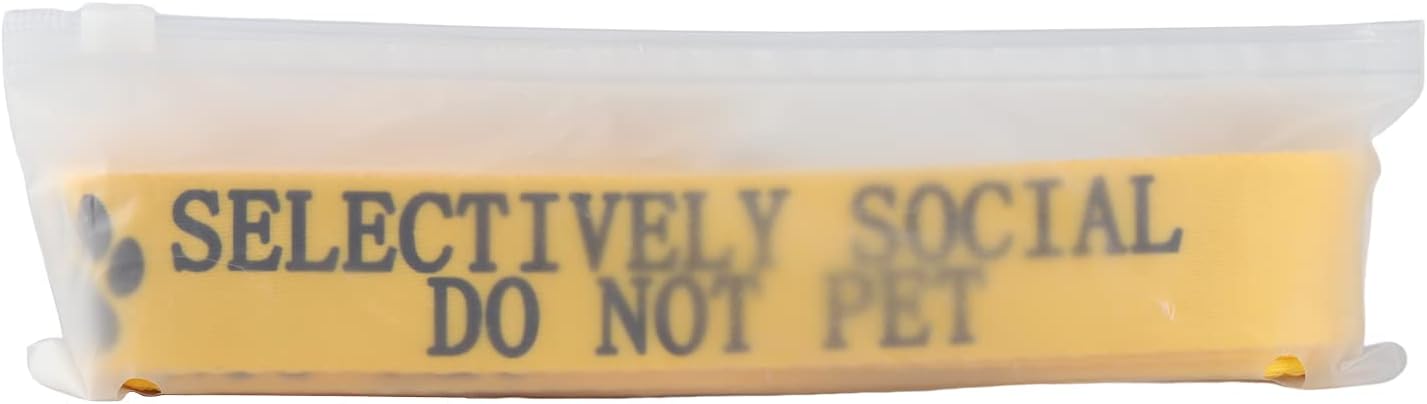 SELECTIVELY SOCIAL
DO NOT PET